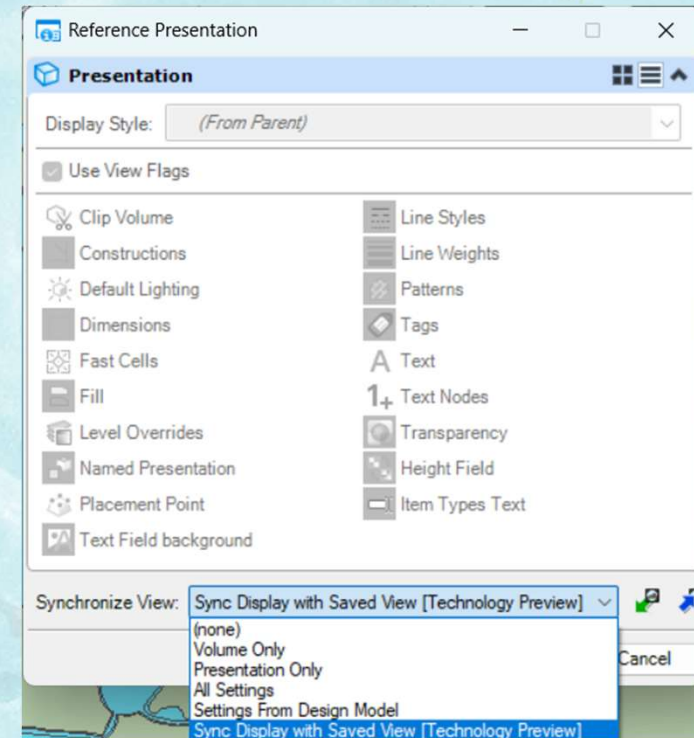 Reference Presentation
Presentation
Display Style: (From Parent)
Use View Flags
Clip Volume
Line Styles
Constructions
Line Weights
Default Lighting
Patterns
Dimensions
Tags
Fast Cells
A Text
Fill
1+ Text Nodes
Level Overrides
Transparency
Named Presentation
Height Field
Placement Point
Item Types Text
Text Field background
Synchronize View: Sync Display with Saved View [Technology Preview]
(none)
Volume Only
Presentation Only
Cancel
All Settings
Settings From Design Model
Sync Display with Saved View [Technology Preview]